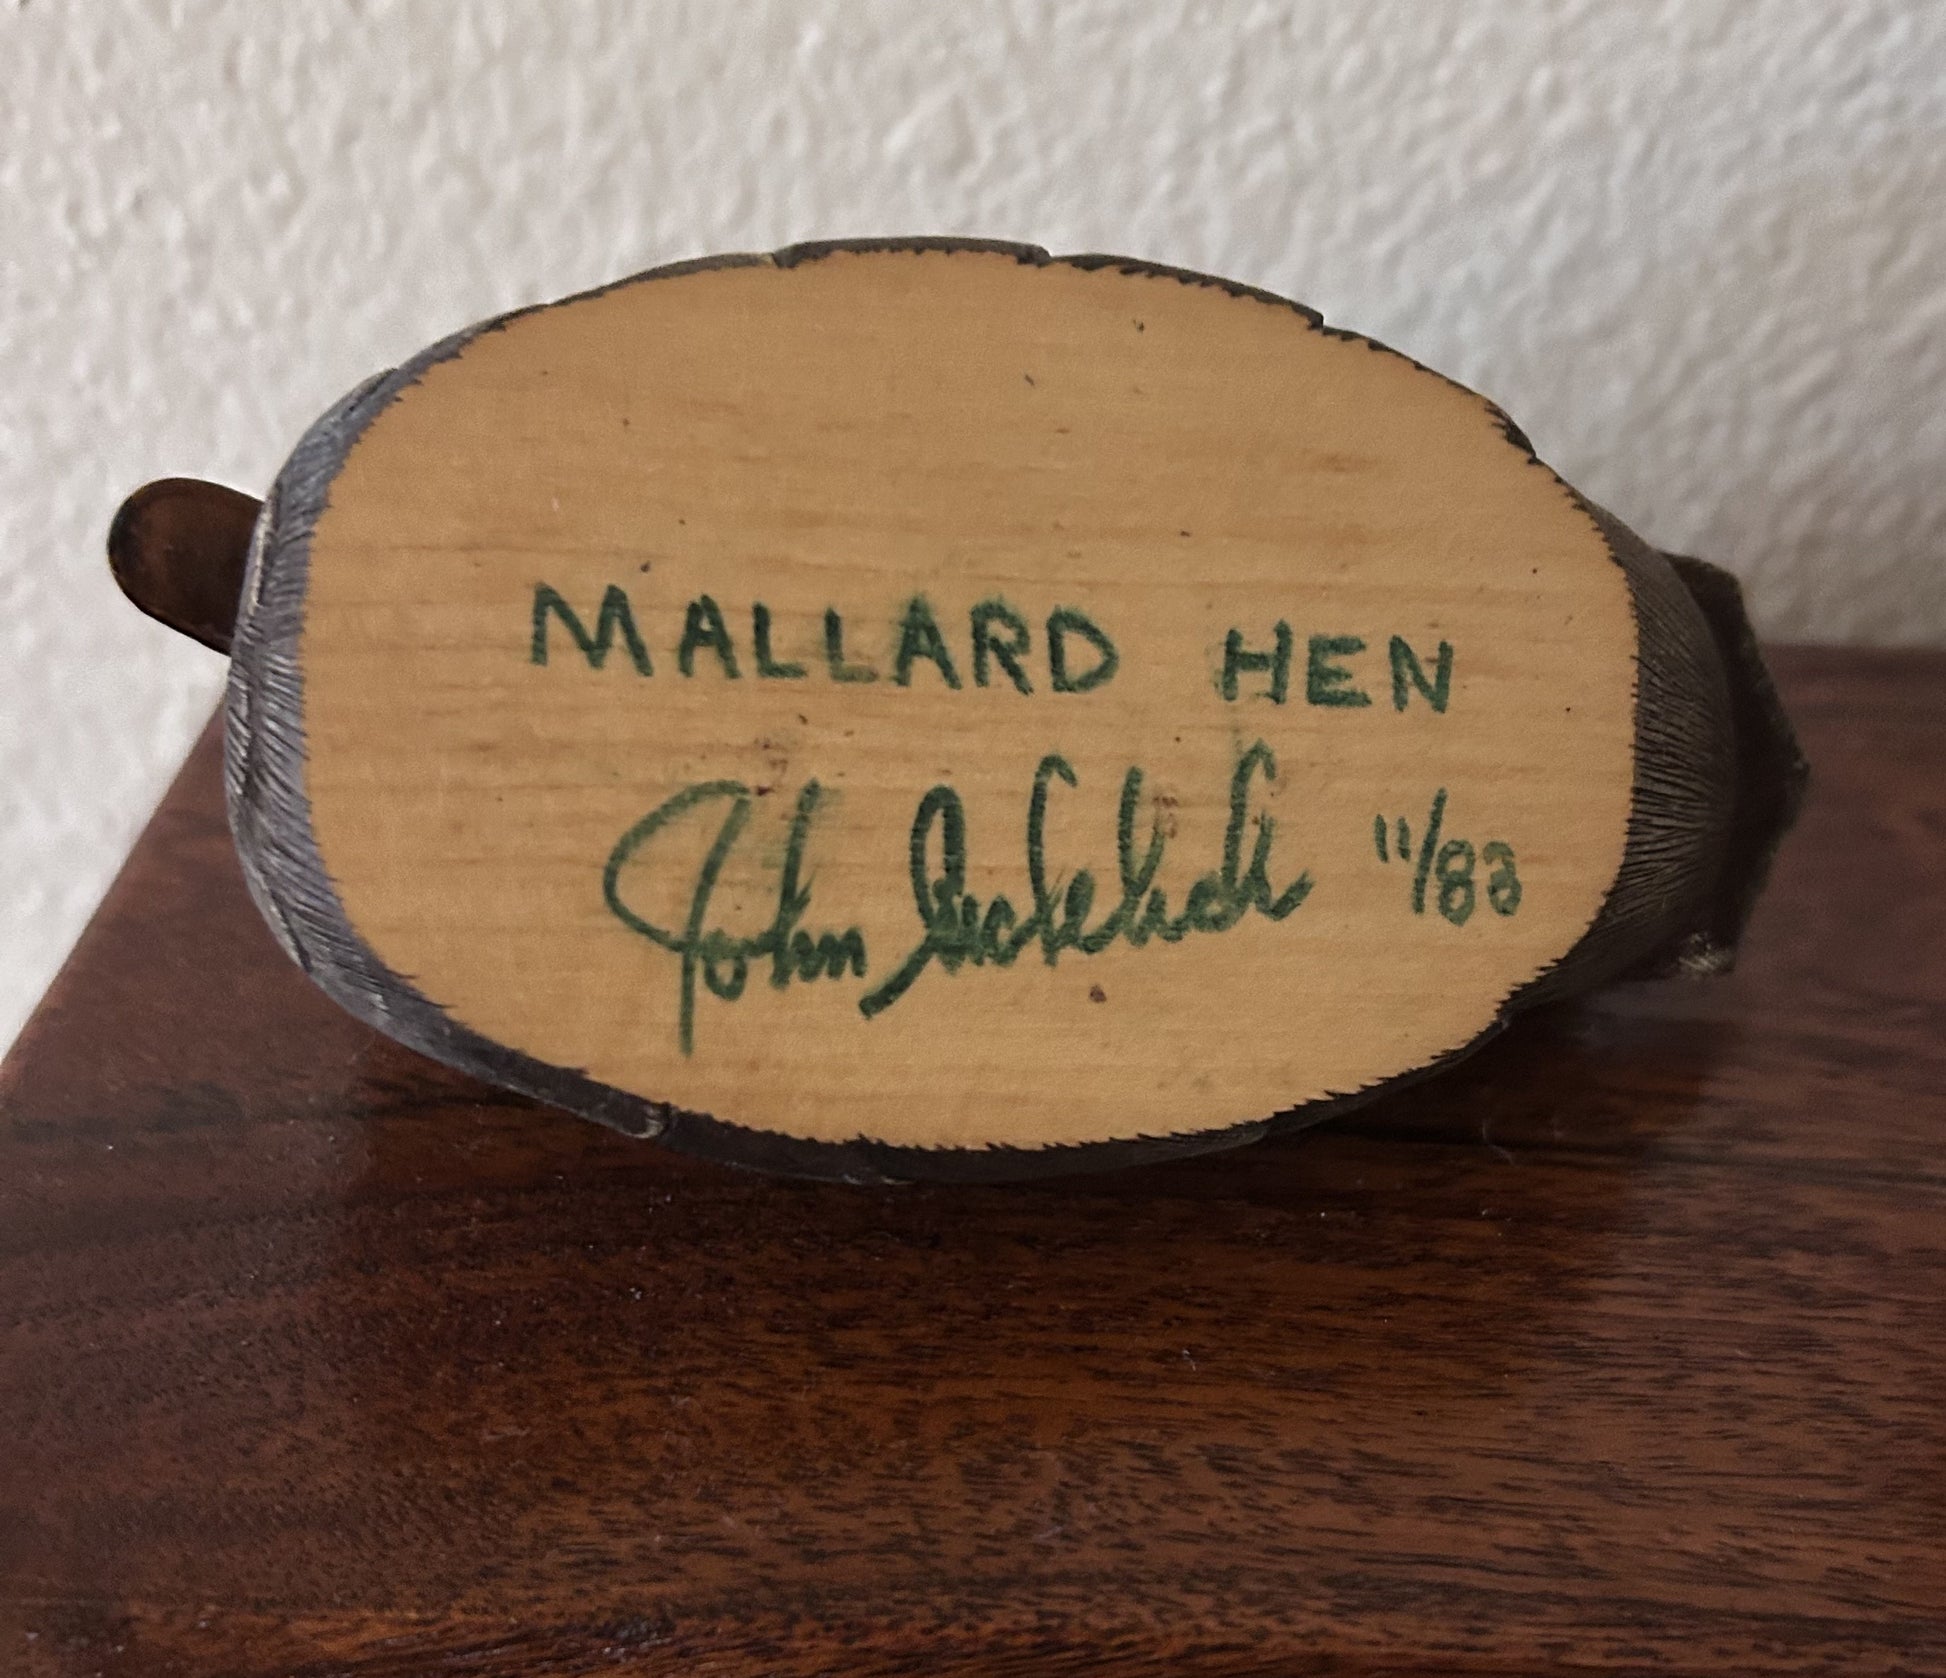 MALLARD HEN
John 11/83